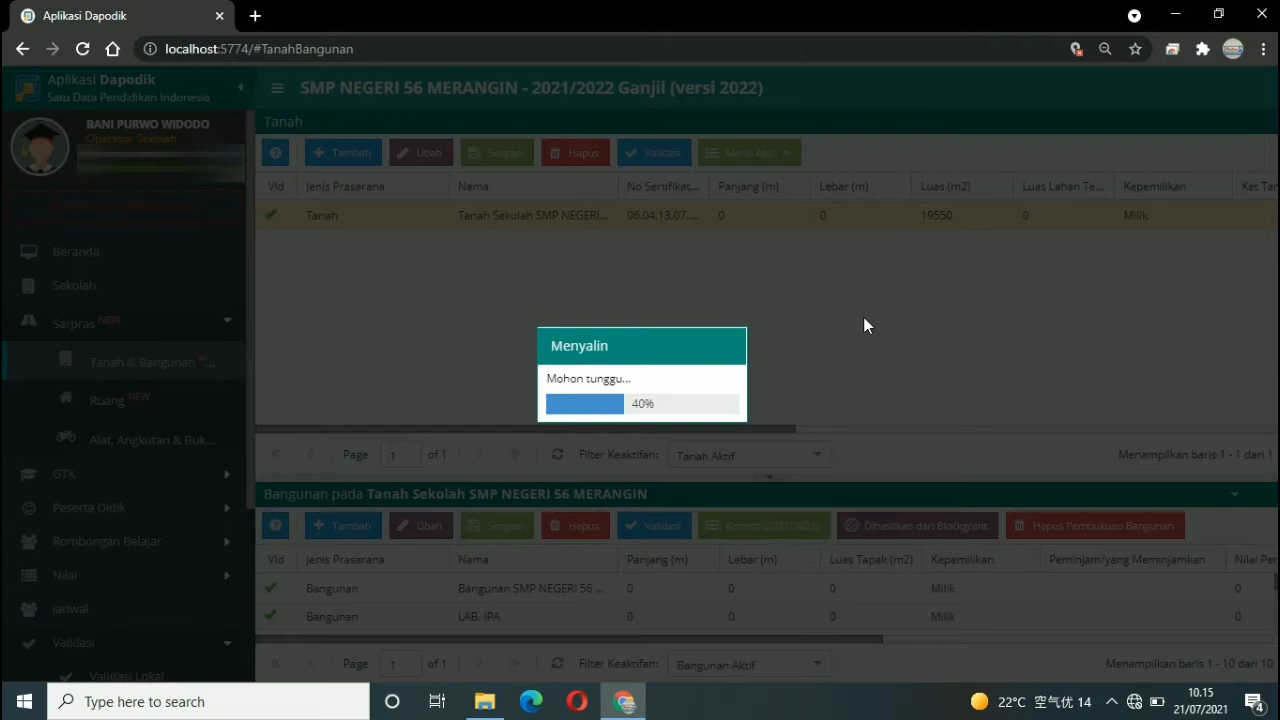 Aplikasi Dapodik
localhost:5774/#TanahBangunan
Aplikasi Dapodik
Satu Data Pendidikan Indonesia
SMP NEGERI 56 MERANGIN - 2021/2022 Ganjil (versi 2022)
BANI PURWO WIDODO
Operator Sekolah
Beranda
Sekolah
Sarpras NEW
Tanah & Bangunan N...
Ruang NEW
Alat, Angkutan & Buk...
GTK
Peserta Didik
Rombongan Belajar
Nilai
Jadwal
Validasi
Validasi Lokal
Tanah
Tambah Ubah Simpan Hapus Validasi Menu Aksi
Vld Jenis Prasarana Nama No Sertifikat... Panjang (m) Lebar (m) Luas (m2) Luas Lahan Te... Kepemilikan Ket Tan
Tanah Tanah Sekolah SMP NEGERI... 06.04.13.07.... 0 0 19550 0 Milik
Menyalin
Mohon tunggu...
40%
Page 1 of 1 Filter Keaktifan: Tanah Aktif Menampilkan baris 1 - 1 dari 1
Bangunan pada Tanah Sekolah SMP NEGERI 56 MERANGIN
Tambah Ubah Simpan Hapus Validasi Kondisi (2021/2022) Dihasilkan dari Blockgrant Hapus Pembukuan Bangunan
Vld Jenis Prasarana Nama Panjang (m) Lebar (m) Luas Tapak (m2) Kepemilikan Peminjam/yang Meminjamkan Nilai Per
Bangunan Bangunan SMP NEGERI 56 ... 0 0 0 Milik 0
Bangunan LAB. IPA 0 0 0 Milik 0
Page 1 of 1 Filter Keaktifan: Bangunan Aktif Menampilkan baris 1 - 10 dari 10
Type here to search
22°C 空气优 14
10.15
21/07/2021
4